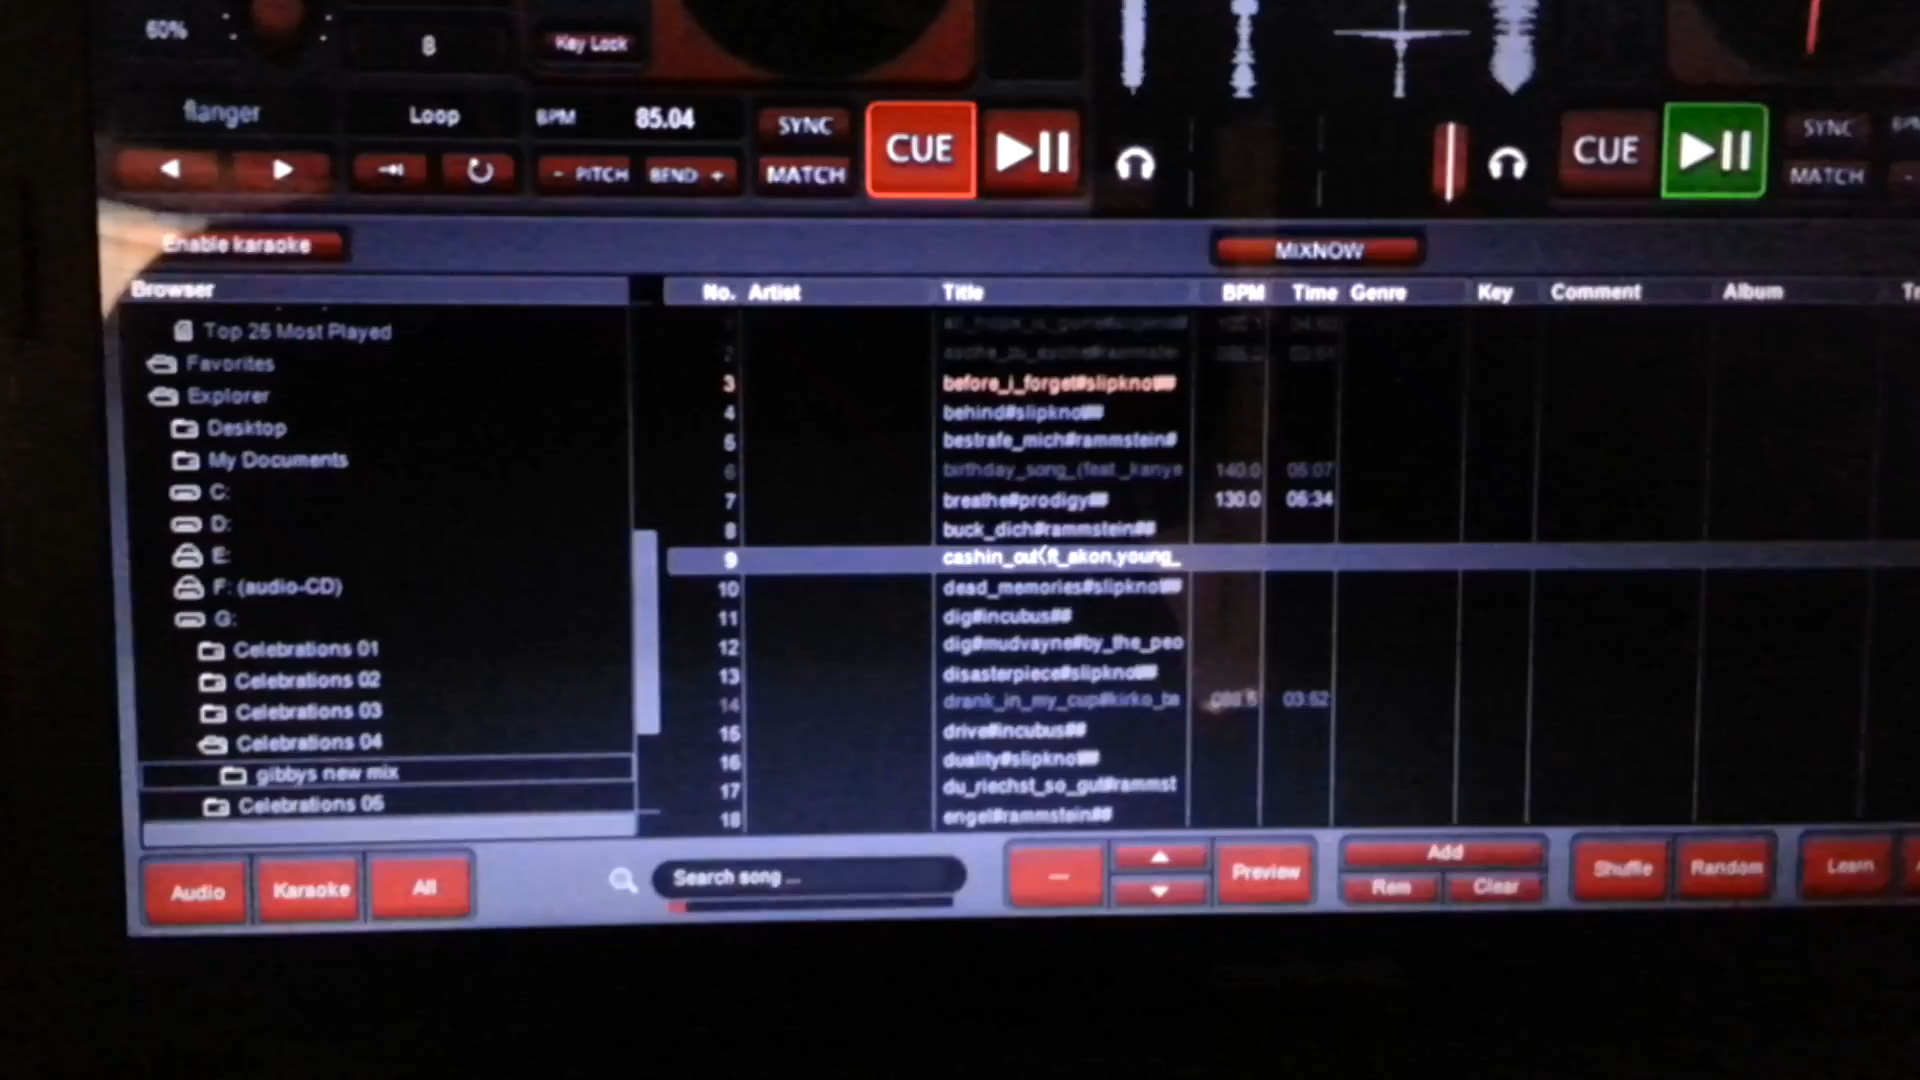 60%
8
Key Lock
flanger
Loop
BPM 85.04
SYNC
CUE
CUE
SYNC
- PITCH BEND +
MATCH
MATCH
Enable karaoke
MIXNOW
Browser
No. Artist Title BPM Time Genre Key Comment Album
Top 25 Most Played
Favorites
Explorer
Desktop
My Documents
C:
D:
E:
F: (audio-CD)
G:
Celebrations 01
Celebrations 02
Celebrations 03
Celebrations 04
gibbys new mix
Celebrations 05
3 before_i_forget#slipknot##
4 behind#slipknot##
5 bestrafe_mich#rammstein#
6 birthday_song_(feat_kanye 140.0 05:07
7 breathe#prodigy## 130.0 05:34
8 buck_dich#rammstein##
9 cashin_out(ft_akon,young_
10 dead_memories#slipknot##
11 dig#incubus##
12 dig#mudvayne#by_the_peo
13 disasterpiece#slipknot##
14 drank_in_my_cup#kirko_ba 03:52
15 drive#incubus##
16 duality#slipknot##
17 du_riechst_so_gut#rammst
18 engel#rammstein##
Audio Karaoke All
Search song ...
Preview
Add
Rem Clear
Shuffle Random Learn